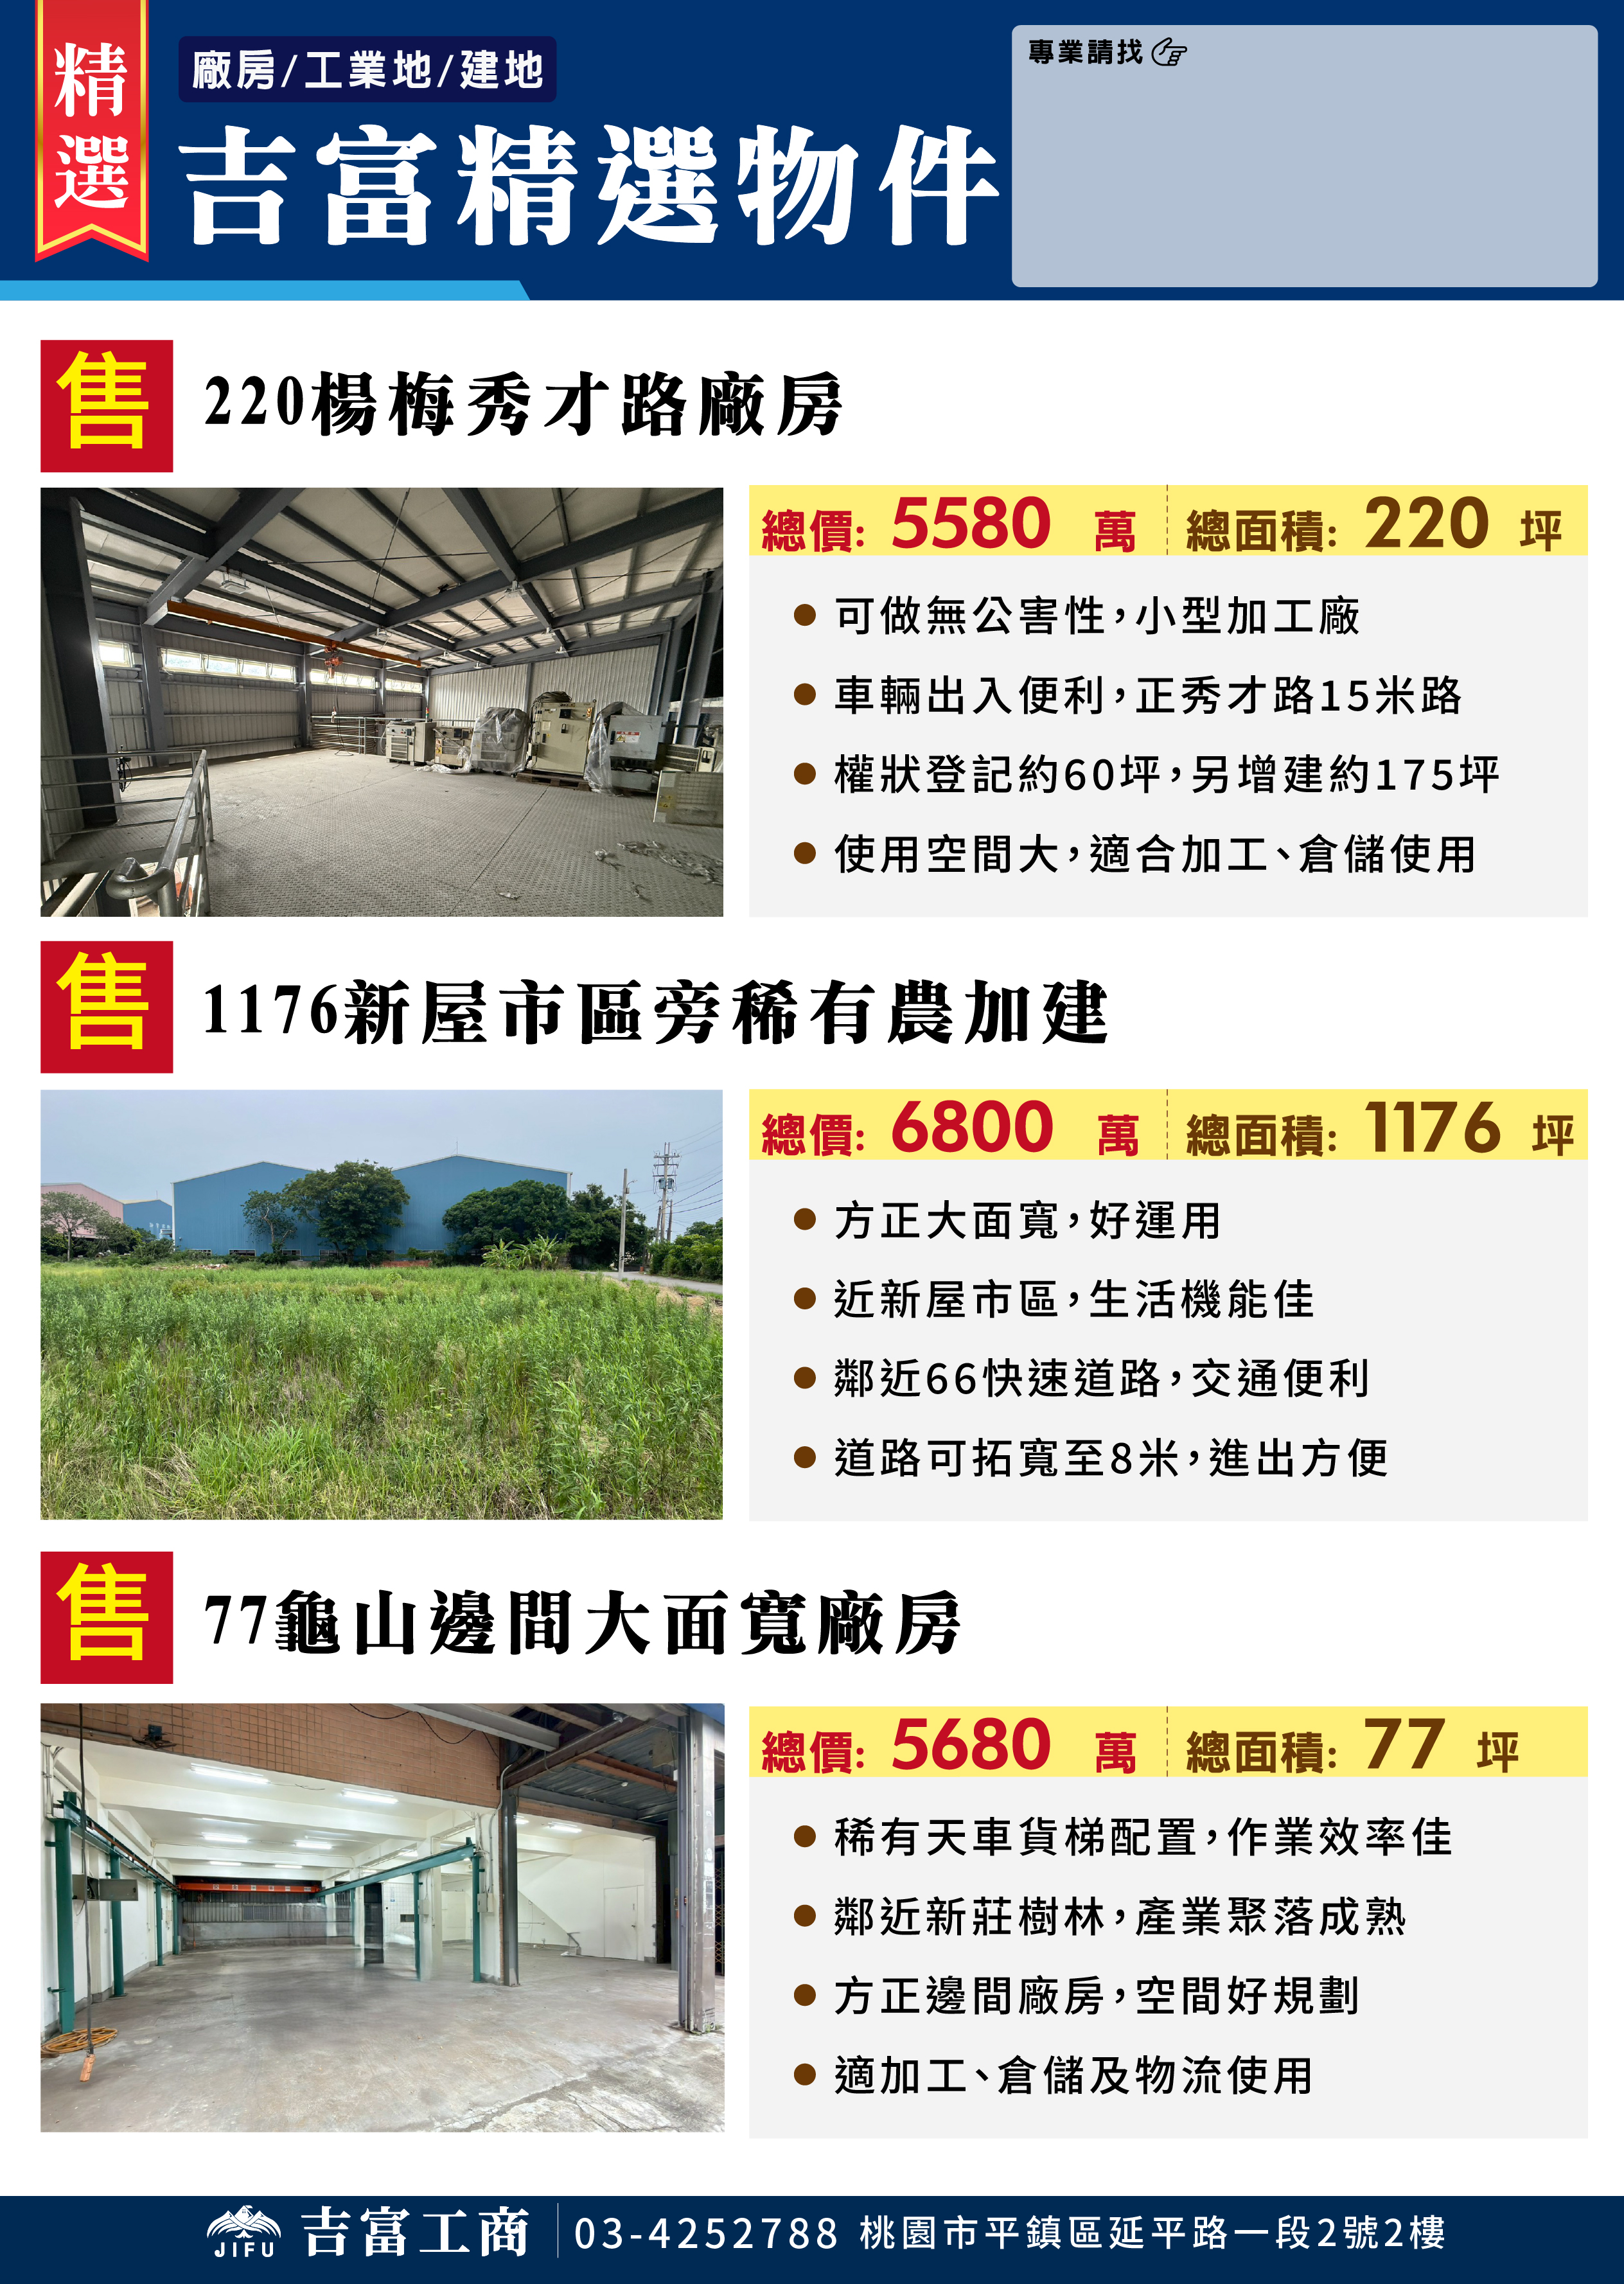 精選
廠房/工業地/建地
吉富精選物件
專業請找
售
220楊梅秀才路廠房
總價: 5580 萬 總面積: 220 坪
可做無公害性,小型加工廠
車輛出入便利,正秀才路15米路
權狀登記約60坪,另增建約175坪
使用空間大,適合加工、倉儲使用
售
1176新屋市區旁稀有農加建
總價: 6800 萬 總面積: 1176 坪
方正大面寬,好運用
近新屋市區,生活機能佳
鄰近66快速道路,交通便利
道路可拓寬至8米,進出方便
售
77龜山邊間大面寬廠房
總價: 5680 萬 總面積: 77 坪
稀有天車貨梯配置,作業效率佳
鄰近新莊樹林,產業聚落成熟
方正邊間廠房,空間好規劃
適加工、倉儲及物流使用
JIFU 吉富工商 03-4252788 桃園市平鎮區延平路一段2號2樓